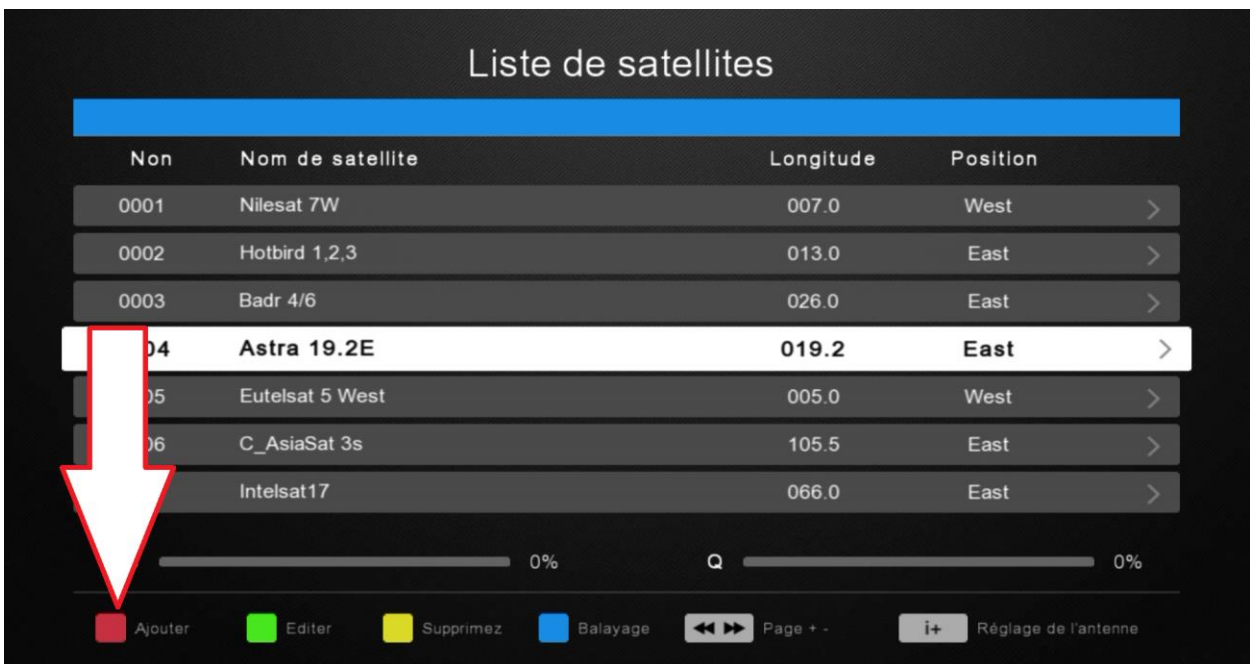 Liste de satellites
Non Nom de satellite Longitude Position
0001 Nilesat 7W 007.0 West
0002 Hotbird 1,2,3 013.0 East
0003 Badr 4/6 026.0 East
04 Astra 19.2E 019.2 East
05 Eutelsat 5 West 005.0 West
06 C_AsiaSat 3s 105.5 East
Intelsat17 066.0 East
0% Q 0%
Ajouter Editer Supprimez Balayage Page + - i+ Réglage de l'antenne